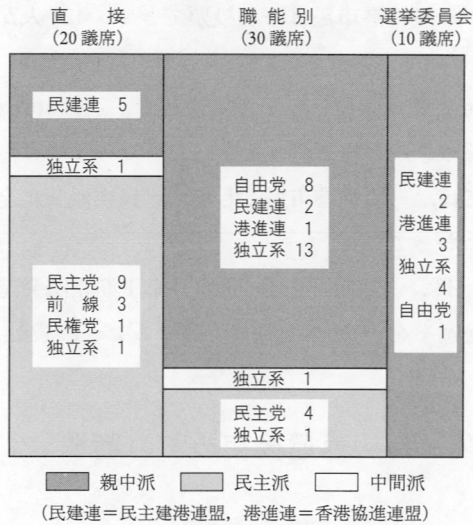 直　接　　職 能 別　　選挙委員会
(20 議席)　(30 議席)　(10 議席)
民建連 5
独立系 1
民主党 9
前　線 3
民権党 1
独立系 1
自由党 8
民建連 2
港進連 1
独立系 13
独立系 1
民主党 4
独立系 1
民建連
2
港進連
3
独立系
4
自由党
1
親中派　民主派　中間派
(民建連＝民主建港連盟，港進連＝香港協進連盟)